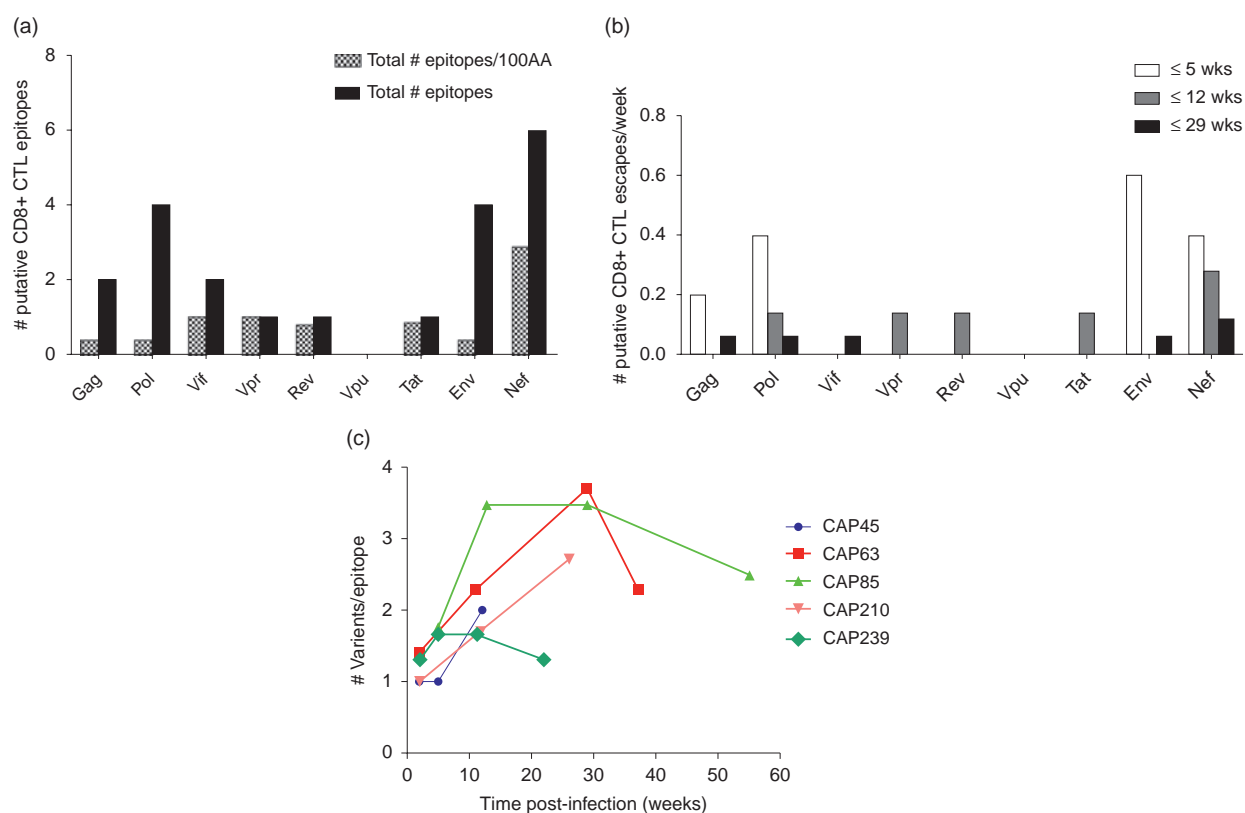 (a)
# putative CD8+ CTL epitopes
8
6
4
2
0
Total # epitopes/100AA
Total # epitopes
Gag Pol Vif Vpr Rev Vpu Tat Env Nef
(b)
# putative CD8+ CTL escapes/week
0.8
0.6
0.4
0.2
0.0
≤ 5 wks
≤ 12 wks
≤ 29 wks
Gag Pol Vif Vpr Rev Vpu Tat Env Nef
(c)
# Varients/epitope
4
3
2
1
0
0 10 20 30 40 50 60
Time post-infection (weeks)
CAP45
CAP63
CAP85
CAP210
CAP239